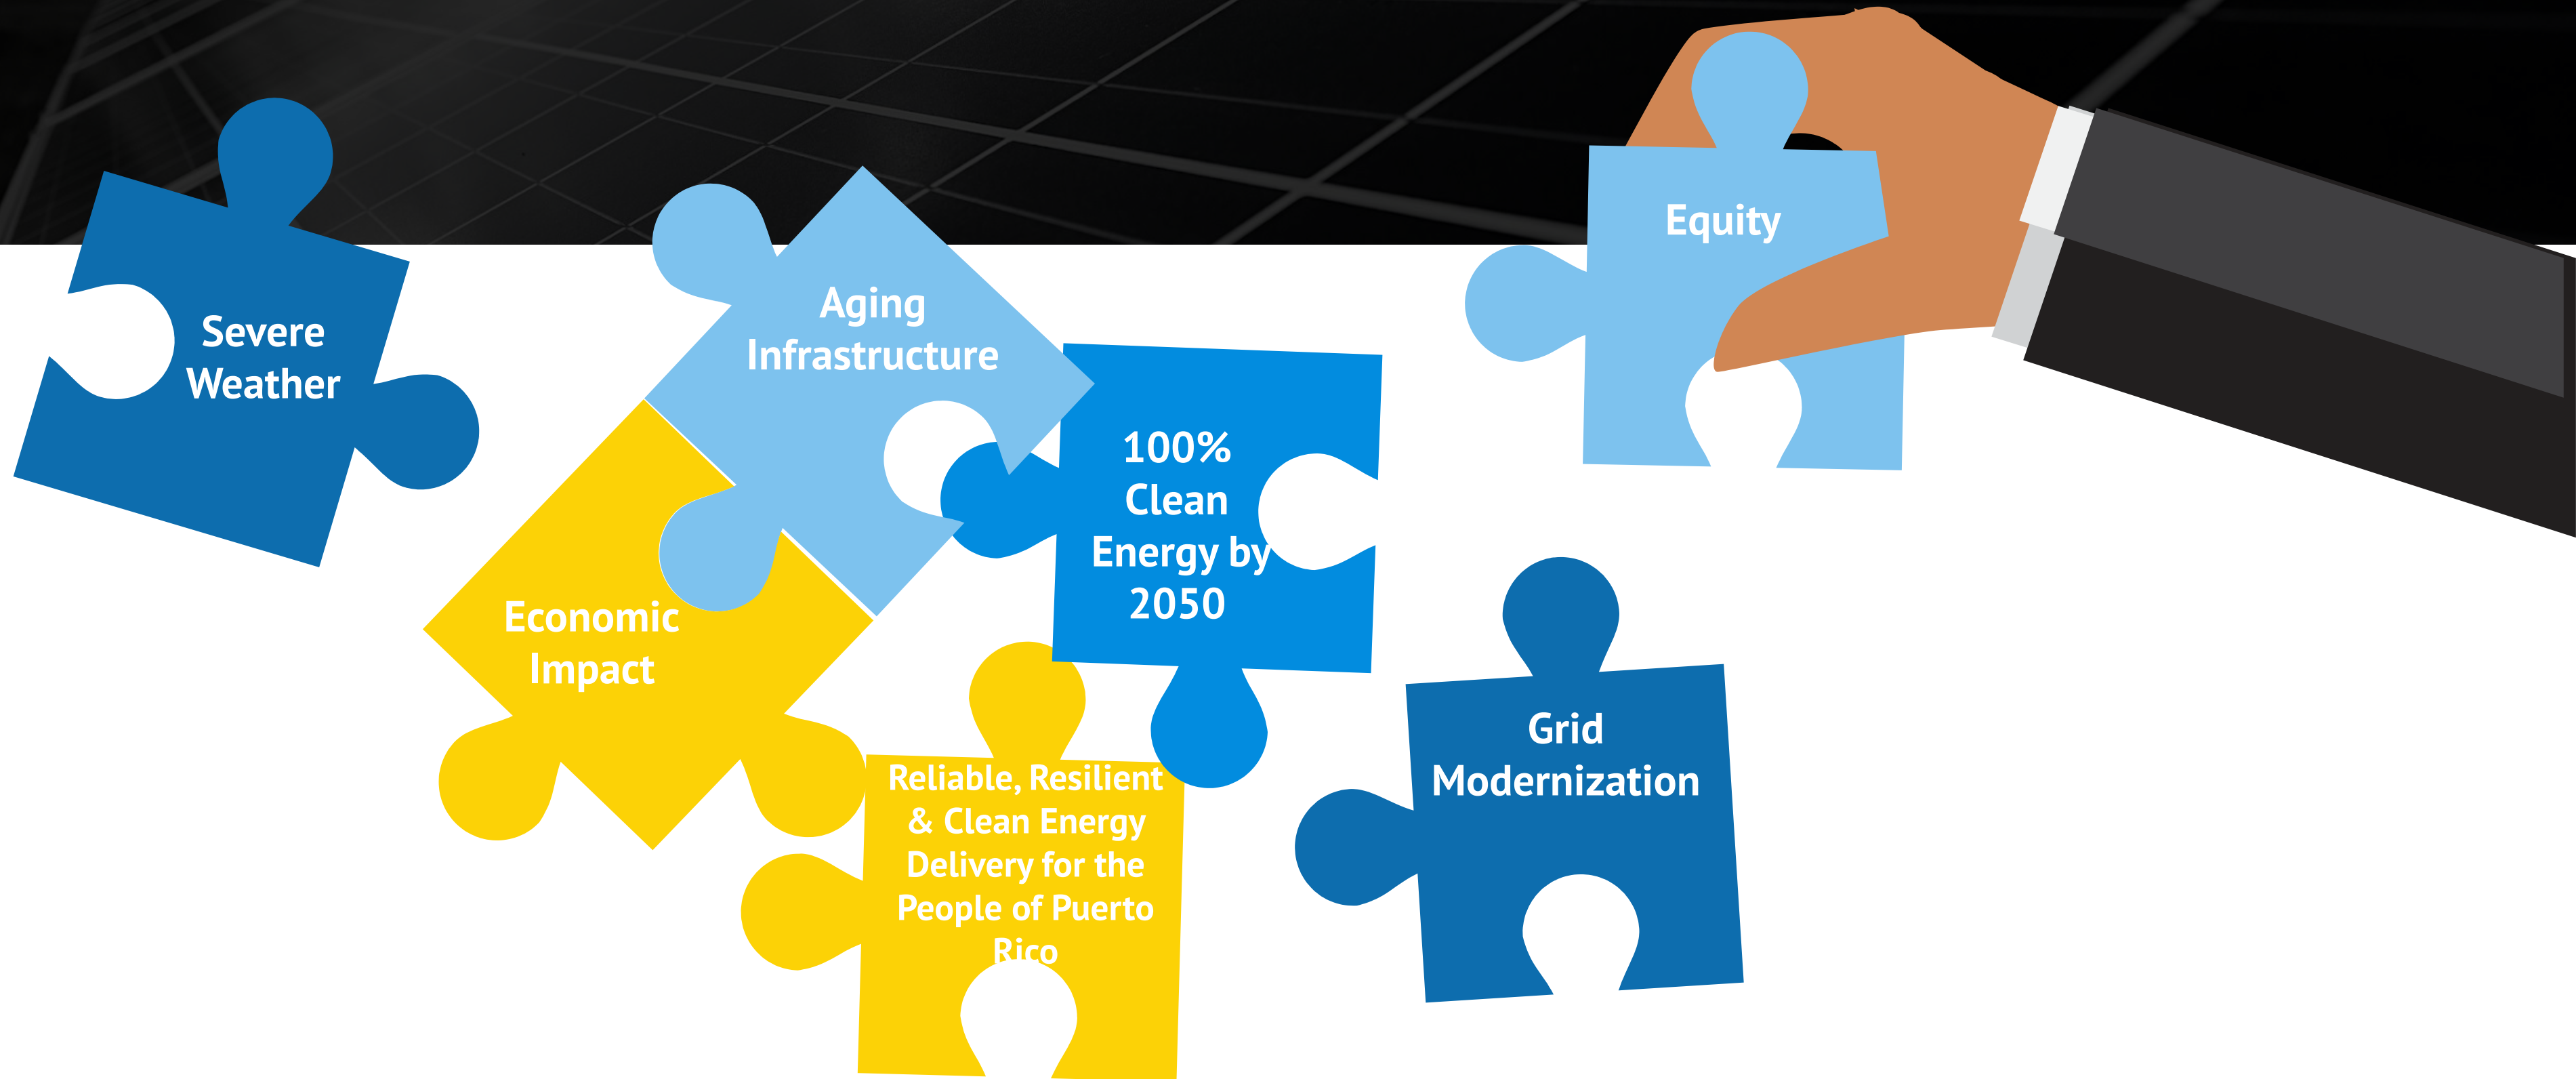 Severe
Weather
Aging
Infrastructure
Equity
100%
Clean
Energy by
2050
Economic
Impact
Reliable, Resilient
& Clean Energy
Delivery for the
People of Puerto
Rico
Grid
Modernization